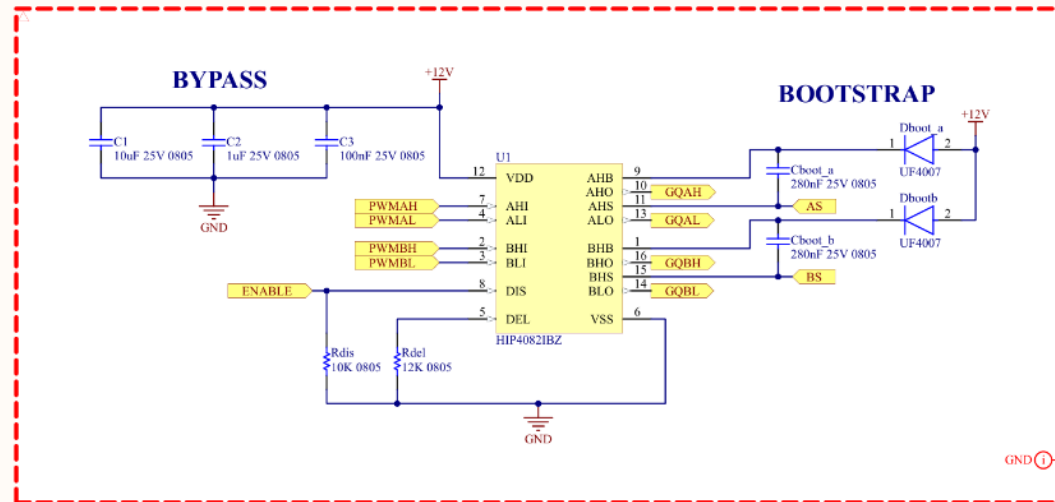 A
BYPASS
+12V
C1
10uF 25V 0805
C2
1uF 25V 0805
C3
100nF 25V 0805
GND
BOOTSTRAP
+12V
Dboot_a
1
2
UF4007
Cboot_a
280nF 25V 0805
AS
Dbootb
1
2
UF4007
Cboot_b
280nF 25V 0805
BS
U1
12 VDD
AHB 9
AHO 10 GQAH
PWMAH 7 AHI
AHS 11
PWMAL 4 ALI
ALO 13 GQAL
PWMBH 2 BHI
BHB 1
PWMBL 3 BLI
BHO 16 GQBH
BHS 15
ENABLE 8 DIS
BLO 14 GQBL
5 DEL
VSS 6
HIP4082IBZ
Rdis
10K 0805
Rdel
12K 0805
GND
GND i